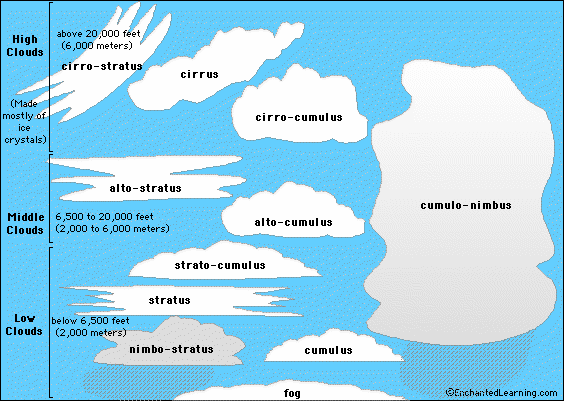 High
Clouds
above 20,000 feet
(6,000 meters)
cirro-stratus
cirrus
(Made
mostly of
ice
crystals)
cirro-cumulus
alto-stratus
cumulo-nimbus
Middle
Clouds
6,500 to 20,000 feet
(2,000 to 6,000 meters)
alto-cumulus
strato-cumulus
stratus
Low
Clouds
below 6,500 feet
(2,000 meters)
nimbo-stratus
cumulus
fog
©EnchantedLearning.com